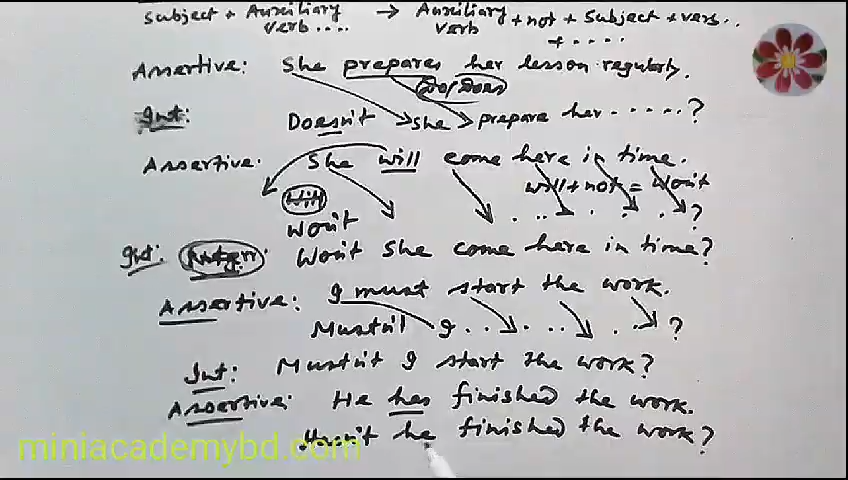 Subject + Auxiliary verb .... → Auxiliary verb + not + Subject + verb ..
+ ....
Assertive: She prepares her lesson regularly.
Do/Does
Int: Doesn't She prepare her ......?
Assertive: She will come here in time.
will + not = Won't
Will
Won't . .. . . . ?
Int: Won't She come here in time?
Assertive: I must start the work.
Mustn't I .. ... .. ?
Int: Mustn't I start the work?
Assertive: He has finished the work.
Hasn't he finished the work?
miniacademybd.com